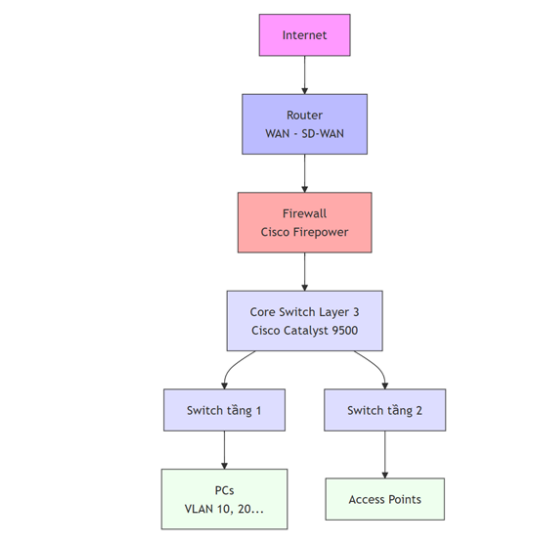 Internet
Router
WAN - SD-WAN
Firewall
Cisco Firepower
Core Switch Layer 3
Cisco Catalyst 9500
Switch tầng 1
Switch tầng 2
PCs
VLAN 10, 20...
Access Points